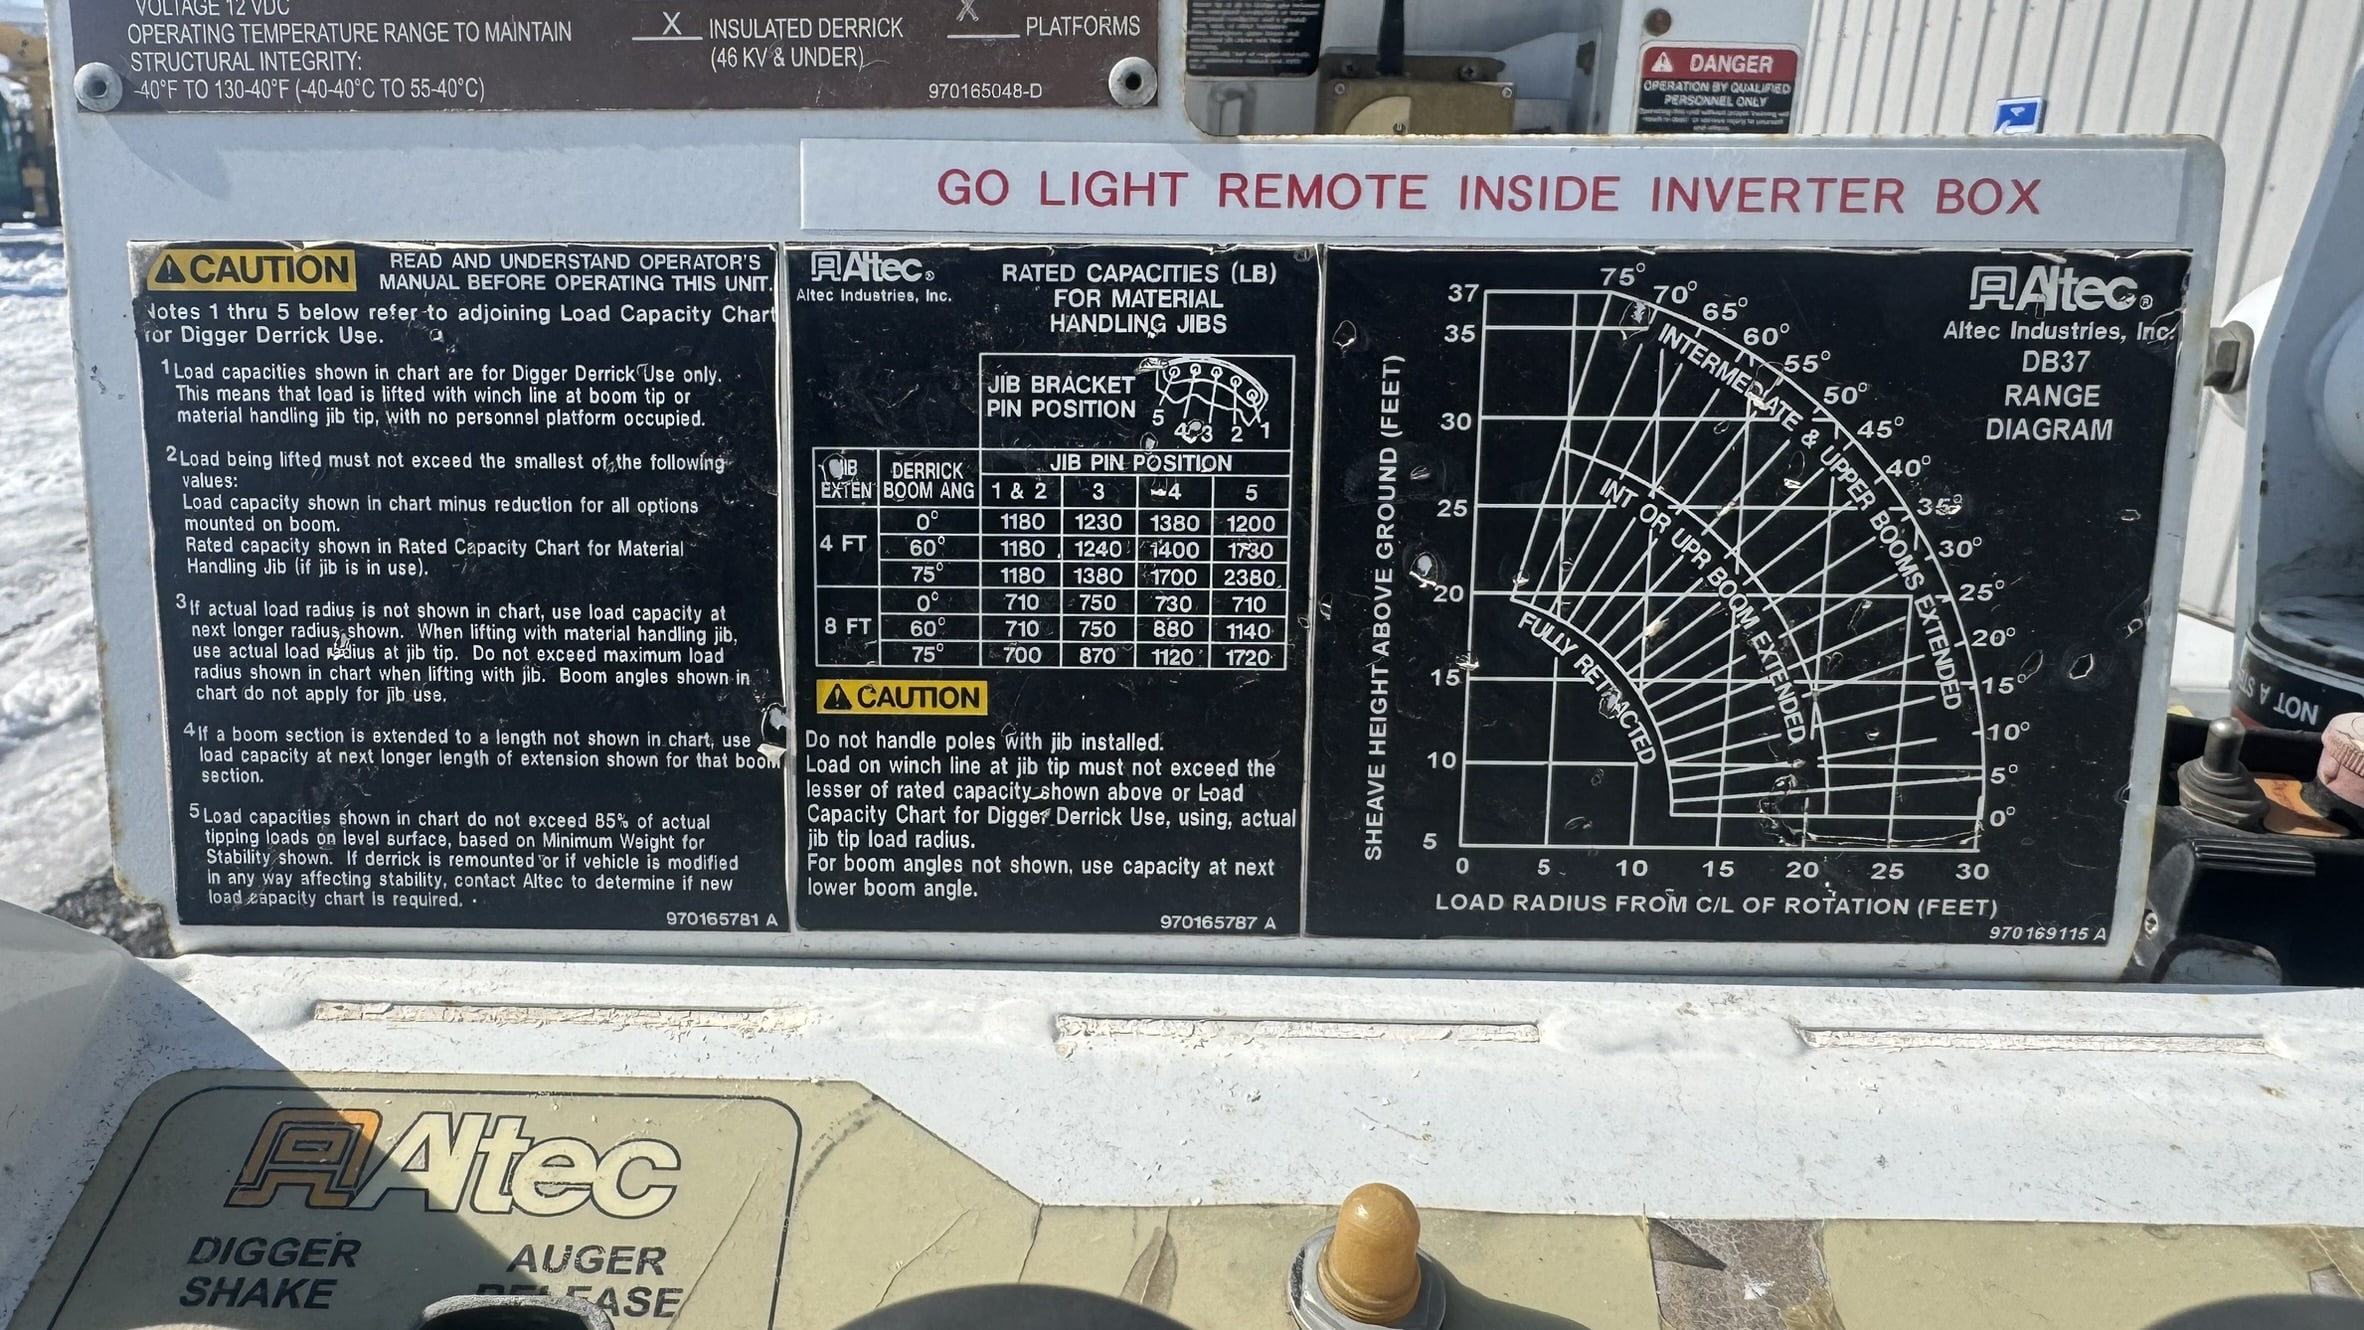 VOLTAGE 12 VDC
OPERATING TEMPERATURE RANGE TO MAINTAIN
STRUCTURAL INTEGRITY:
-40°F TO 130-40°F (-40-40°C TO 55-40°C)
X INSULATED DERRICK
(46 KV & UNDER)
X PLATFORMS
970165048-D
DANGER
OPERATION BY QUALIFIED
PERSONNEL ONLY
GO LIGHT REMOTE INSIDE INVERTER BOX
CAUTION
READ AND UNDERSTAND OPERATOR'S
MANUAL BEFORE OPERATING THIS UNIT.
Notes 1 thru 5 below refer to adjoining Load Capacity Chart
for Digger Derrick Use.
1 Load capacities shown in chart are for Digger Derrick Use only.
This means that load is lifted with winch line at boom tip or
material handling jib tip, with no personnel platform occupied.
2 Load being lifted must not exceed the smallest of the following
values:
Load capacity shown in chart minus reduction for all options
mounted on boom.
Rated capacity shown in Rated Capacity Chart for Material
Handling Jib (if jib is in use).
3 If actual load radius is not shown in chart, use load capacity at
next longer radius shown. When lifting with material handling jib,
use actual load radius at jib tip. Do not exceed maximum load
radius shown in chart when lifting with jib. Boom angles shown in
chart do not apply for jib use.
4 If a boom section is extended to a length not shown in chart, use
load capacity at next longer length of extension shown for that boom
section.
5 Load capacities shown in chart do not exceed 85% of actual
tipping loads on level surface, based on Minimum Weight for
Stability shown. If derrick is remounted or if vehicle is modified
in any way affecting stability, contact Altec to determine if new
load capacity chart is required.
970165781 A
Altec®
Altec Industries, Inc.
RATED CAPACITIES (LB)
FOR MATERIAL
HANDLING JIBS
JIB BRACKET
PIN POSITION
5 4 3 2 1
JIB EXTEN
DERRICK BOOM ANG
JIB PIN POSITION
1 & 2 3 4 5
4 FT
0° 1180 1230 1380 1200
60° 1180 1240 1400 1730
75° 1180 1380 1700 2380
8 FT
0° 710 750 730 710
60° 710 750 880 1140
75° 700 870 1120 1720
CAUTION
Do not handle poles with jib installed.
Load on winch line at jib tip must not exceed the
lesser of rated capacity shown above or Load
Capacity Chart for Digger Derrick Use, using, actual
jib tip load radius.
For boom angles not shown, use capacity at next
lower boom angle.
970165787 A
Altec®
Altec Industries, Inc.
DB37
RANGE
DIAGRAM
SHEAVE HEIGHT ABOVE GROUND (FEET)
37
35
30
25
20
15
10
5
75°
70°
65°
60°
55°
50°
45°
40°
35°
30°
25°
20°
15°
10°
5°
0°
INTERMEDIATE & UPPER BOOMS EXTENDED
INT OR UPR BOOM EXTENDED
FULLY RETRACTED
0 5 10 15 20 25 30
LOAD RADIUS FROM C/L OF ROTATION (FEET)
970169115 A
NOT A STE
Altec
DIGGER
SHAKE
AUGER
RELEASE